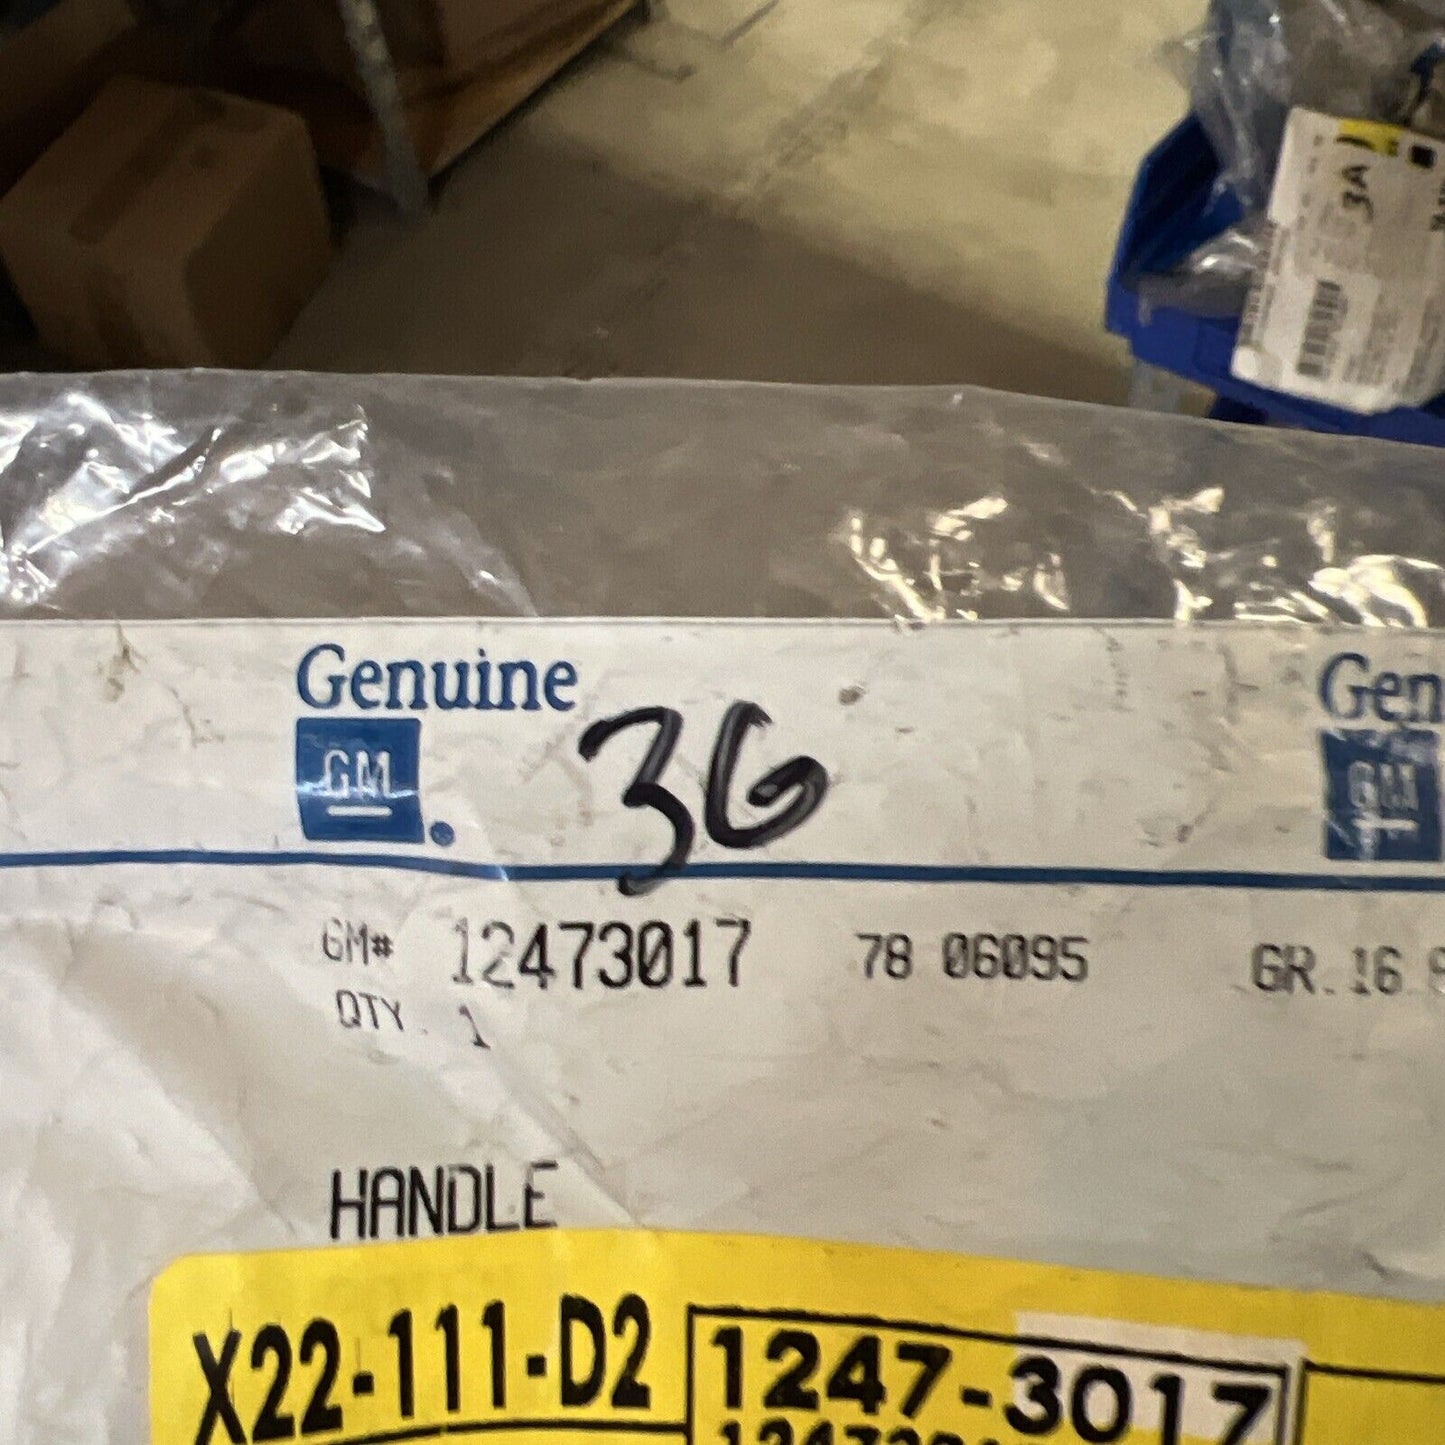 3A
Genuine
Gen
GM
GM
36
GM# 12473017 78 06095 GR. 16.
QTY. 1
HANDLE
X22-111-D2 1247-3017